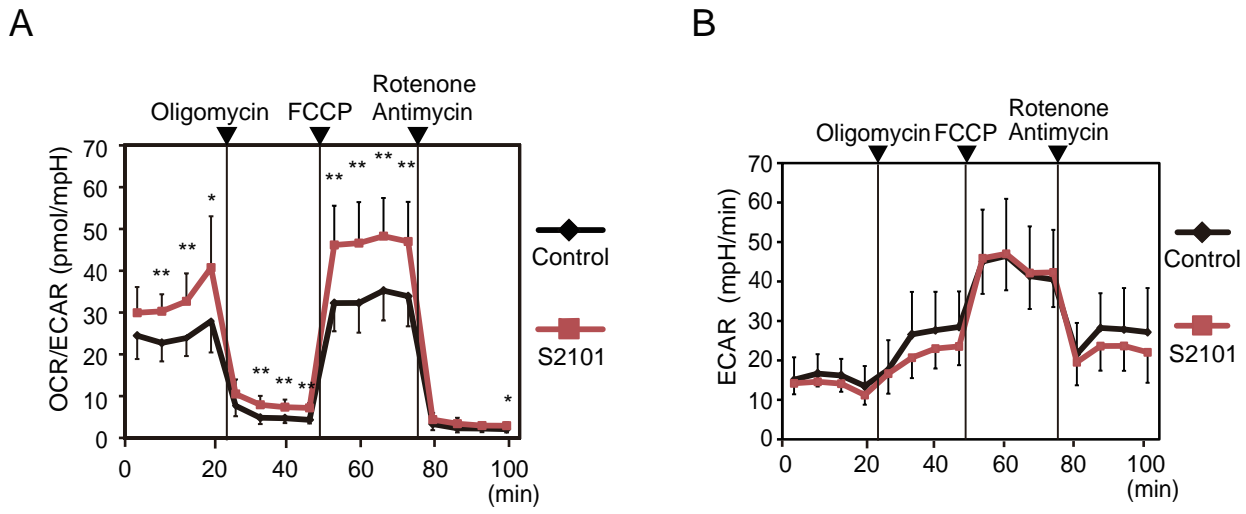 A
Oligomycin FCCP Rotenone
Antimycin
OCR/ECAR (pmol/mpH)
70
60
50
40
30
20
10
0
** ** * ** ** ** ** ** ** ** *
0 20 40 60 80 100
(min)
Control
S2101
B
Oligomycin FCCP Rotenone
Antimycin
ECAR (mpH/min)
70
60
50
40
30
20
10
0
0 20 40 60 80 100
(min)
Control
S2101